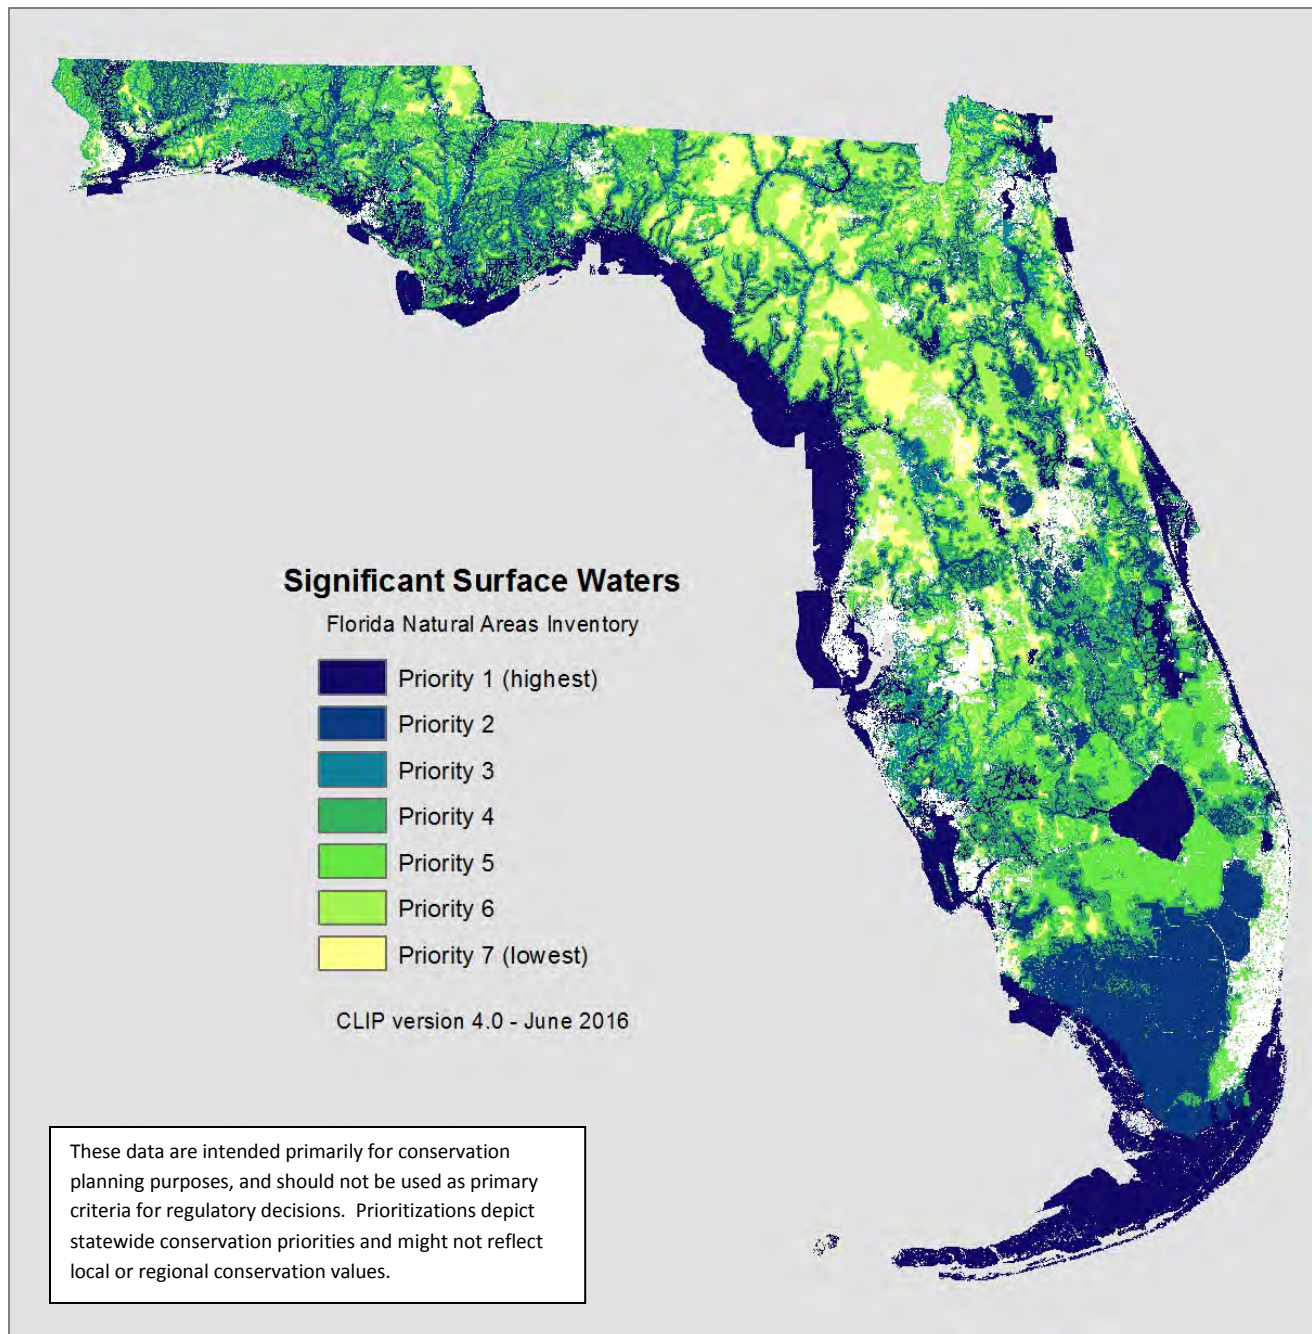 Significant Surface Waters
Florida Natural Areas Inventory
Priority 1 (highest)
Priority 2
Priority 3
Priority 4
Priority 5
Priority 6
Priority 7 (lowest)
CLIP version 4.0 - June 2016
These data are intended primarily for conservation
planning purposes, and should not be used as primary
criteria for regulatory decisions.  Prioritizations depict
statewide conservation priorities and might not reflect
local or regional conservation values.